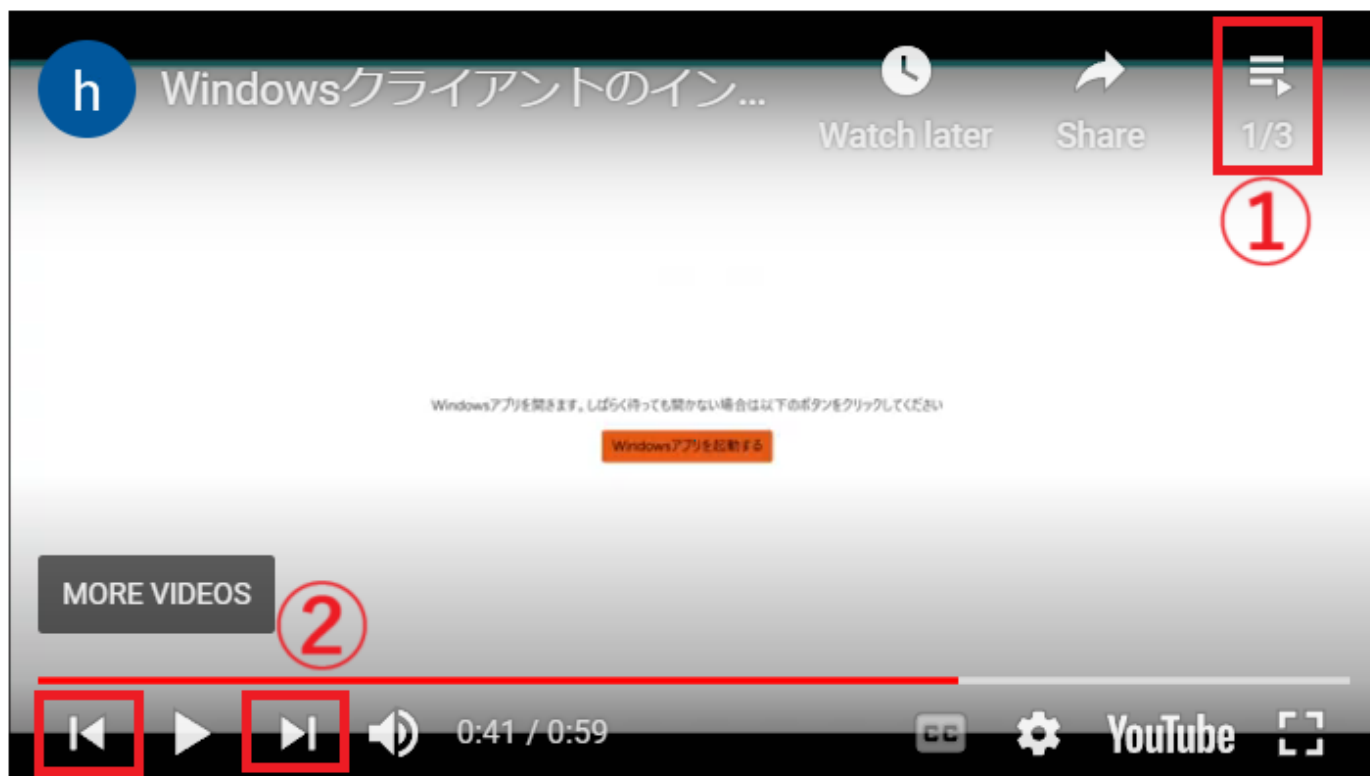 h
Windowsクライアントのイン...
Watch later
Share
1/3
①
Windowsアプリを開きます。しばらく待っても開かない場合は以下のボタンをクリックしてください
Windowsアプリを起動する
MORE VIDEOS
②
0:41 / 0:59
CC
YouTube